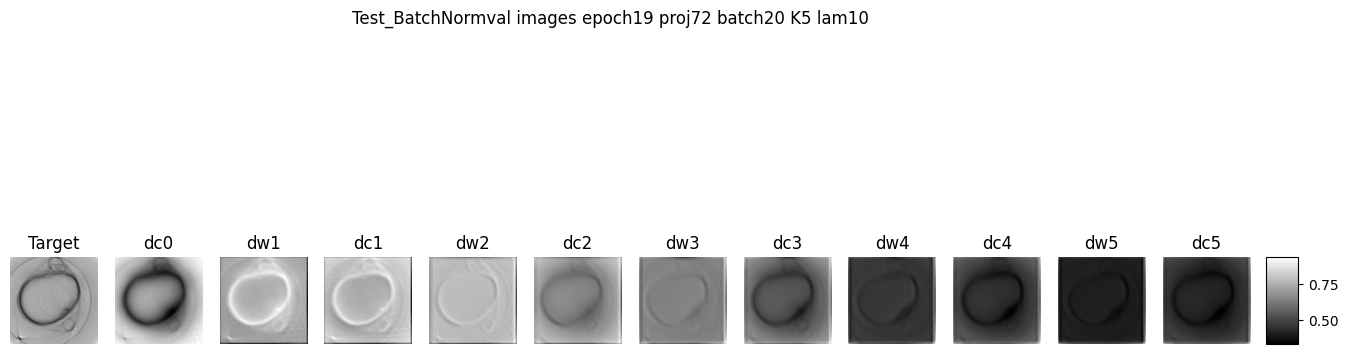 Test_BatchNormval images epoch19 proj72 batch20 K5 lam10
Target dc0 dw1 dc1 dw2 dc2 dw3 dc3 dw4 dc4 dw5 dc5
0.75
0.50